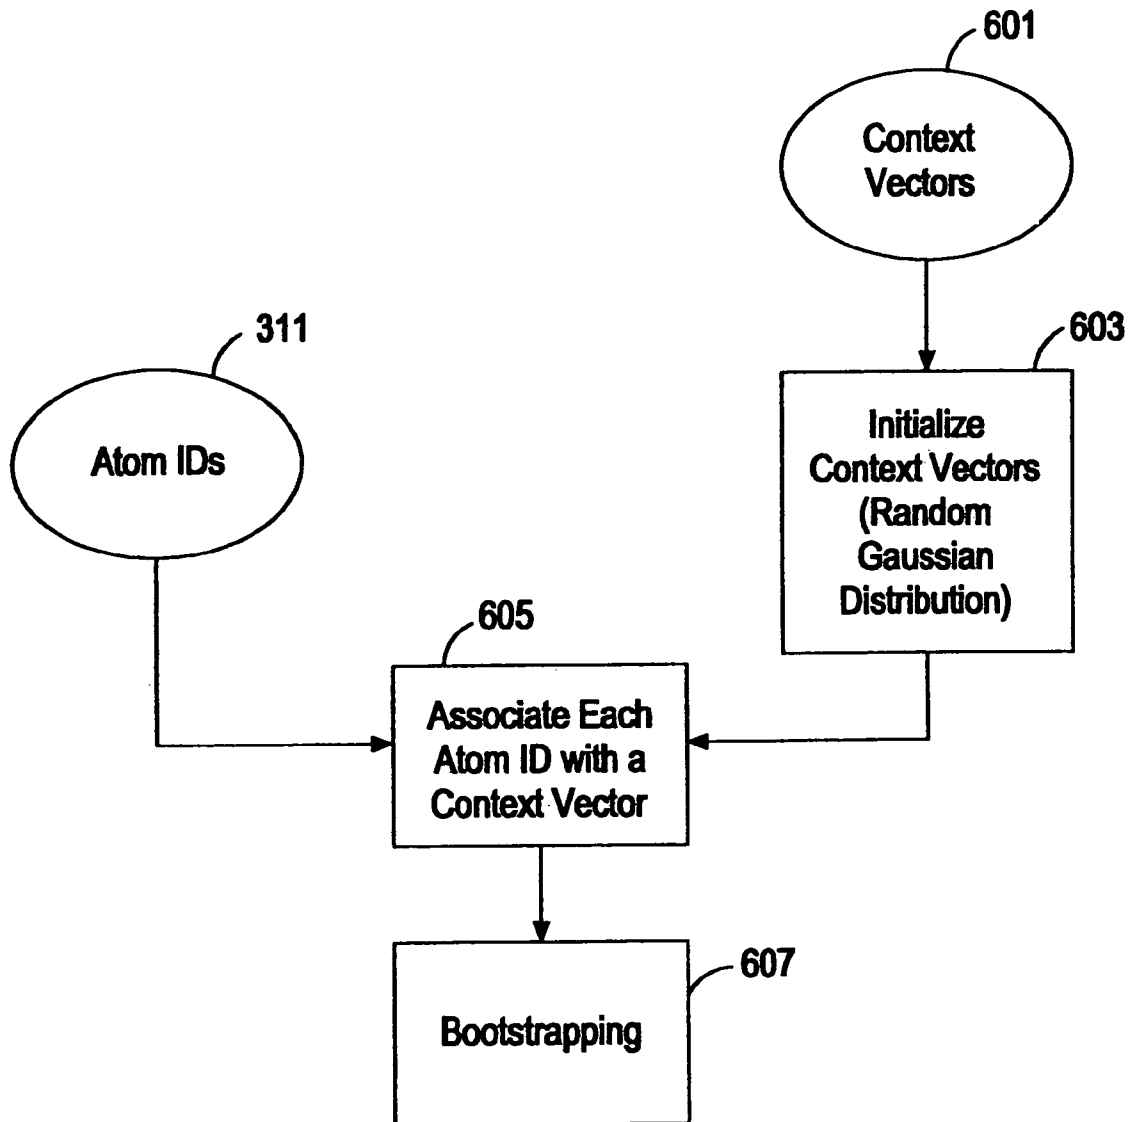 601
Context
Vectors
311
603
Atom IDs
Initialize
Context Vectors
(Random
Gaussian
Distribution)
605
Associate Each
Atom ID with a
Context Vector
607
Bootstrapping